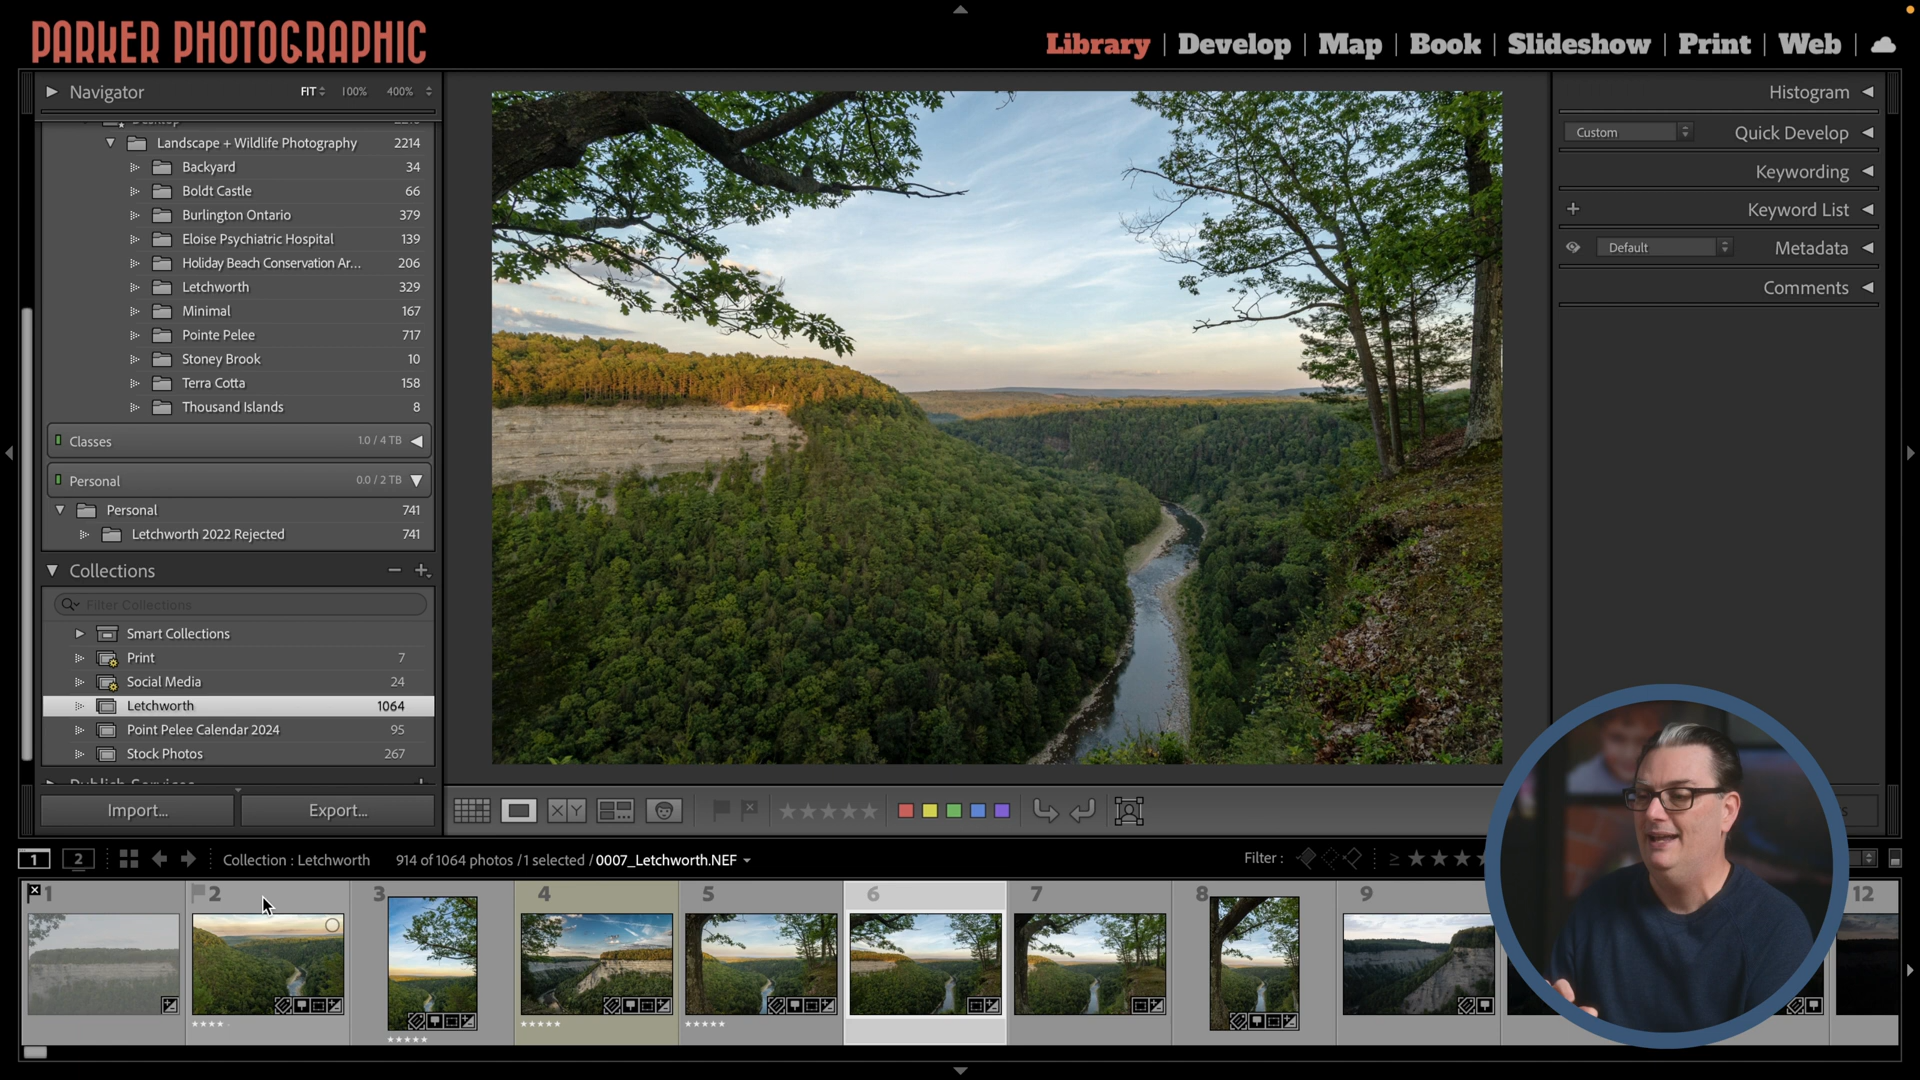 PARKER PHOTOGRAPHIC
Library | Develop | Map | Book | Slideshow | Print | Web
Navigator FIT 100% 400%
Landscape + Wildlife Photography 2214
Backyard 34
Boldt Castle 66
Burlington Ontario 379
Eloise Psychiatric Hospital 139
Holiday Beach Conservation Ar... 206
Letchworth 329
Minimal 167
Pointe Pelee 717
Stoney Brook 10
Terra Cotta 158
Thousand Islands 8
Classes 1.0 / 4 TB
Personal 0.0 / 2 TB
Personal 741
Letchworth 2022 Rejected 741
Collections
Filter Collections
Smart Collections
Print 7
Social Media 24
Letchworth 1064
Point Pelee Calendar 2024 95
Stock Photos 267
Publish Services
Import... Export...
Histogram
Custom Quick Develop
Keywording
Keyword List
Default Metadata
Comments
X Y
1 2 Collection : Letchworth 914 of 1064 photos / 1 selected / 0007_Letchworth.NEF Filter :
1 2 3 4 5 6 7 8 9 12